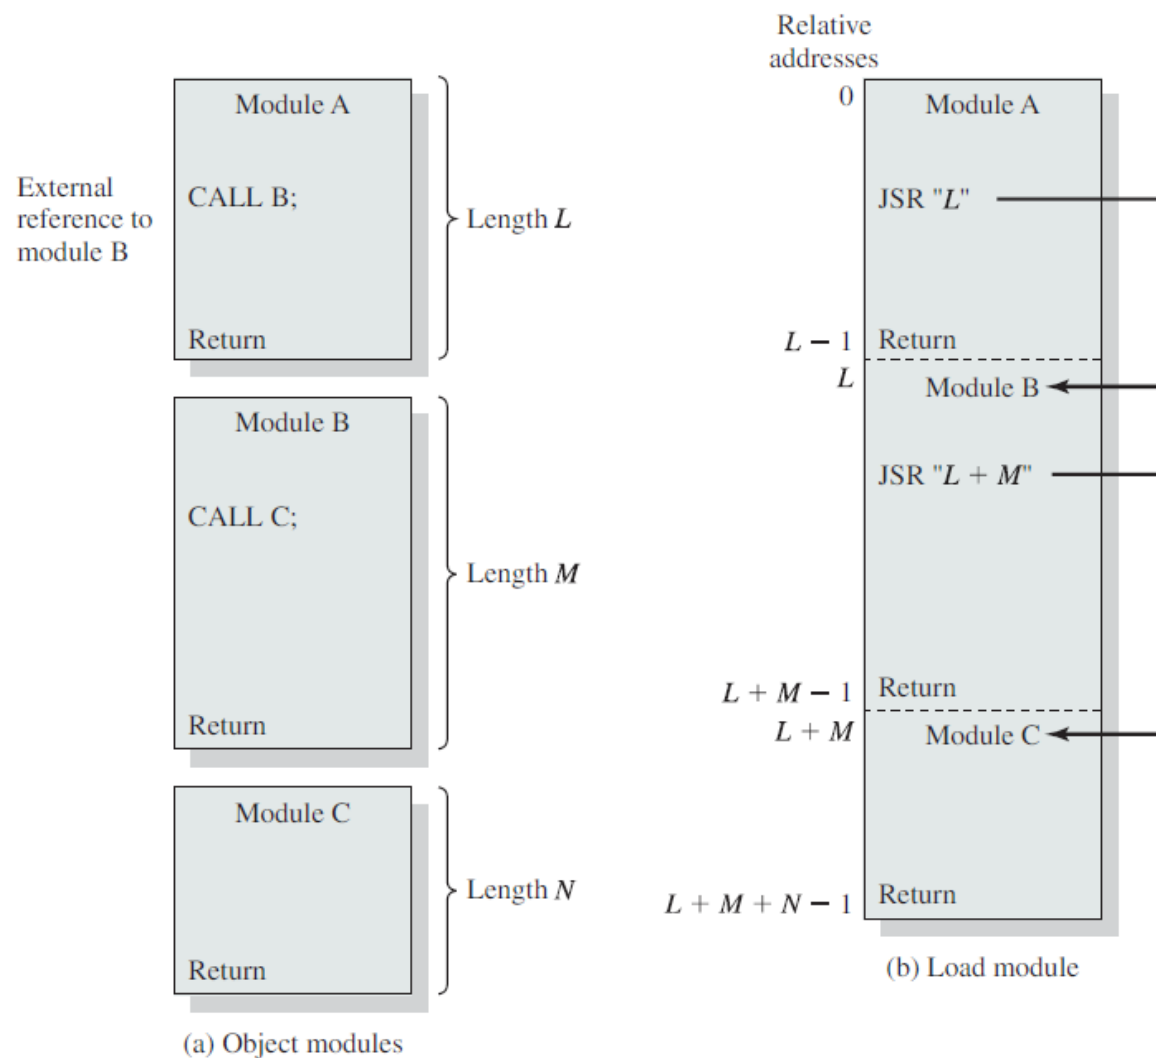 External
reference to
module B
Module A
CALL B;
Return
Length L
Module B
CALL C;
Return
Length M
Module C
Return
Length N
(a) Object modules
Relative
addresses
0
Module A
JSR "L"
L − 1
Return
L
Module B
JSR "L + M"
L + M − 1
Return
L + M
Module C
L + M + N − 1
Return
(b) Load module